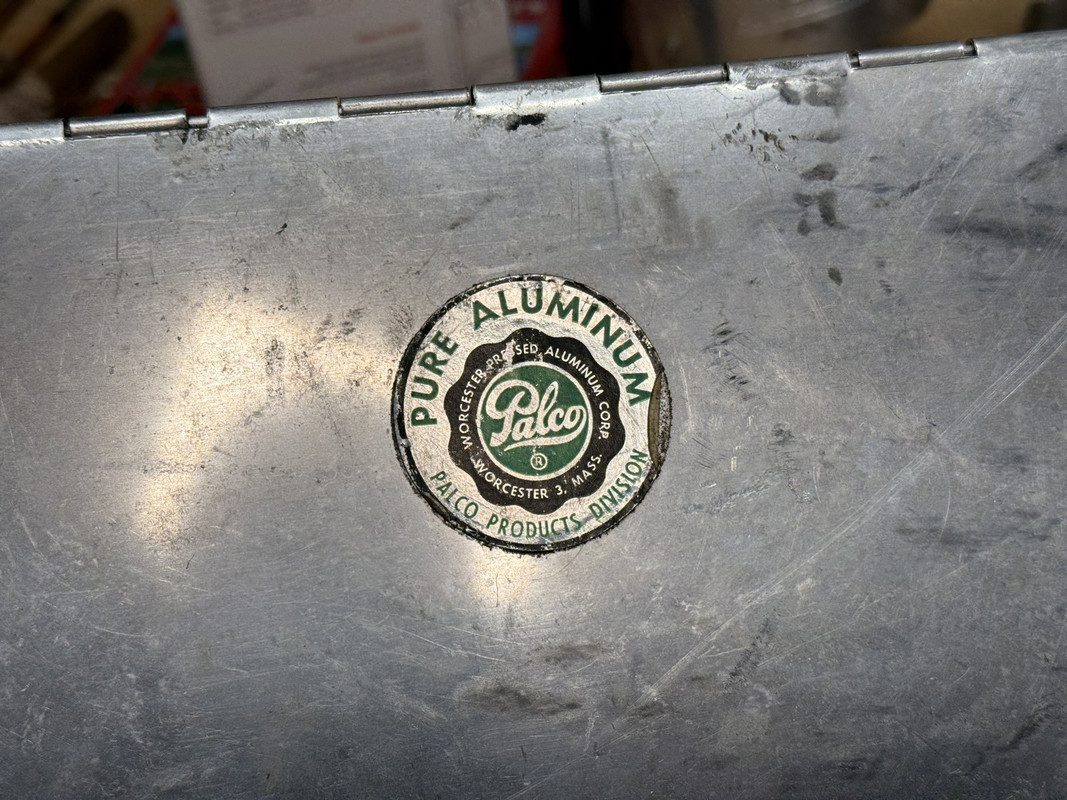 PURE ALUMINUM
WORCESTER PRESSED ALUMINUM CORP.
Palco
®
WORCESTER 3, MASS.
PALCO PRODUCTS DIVISION